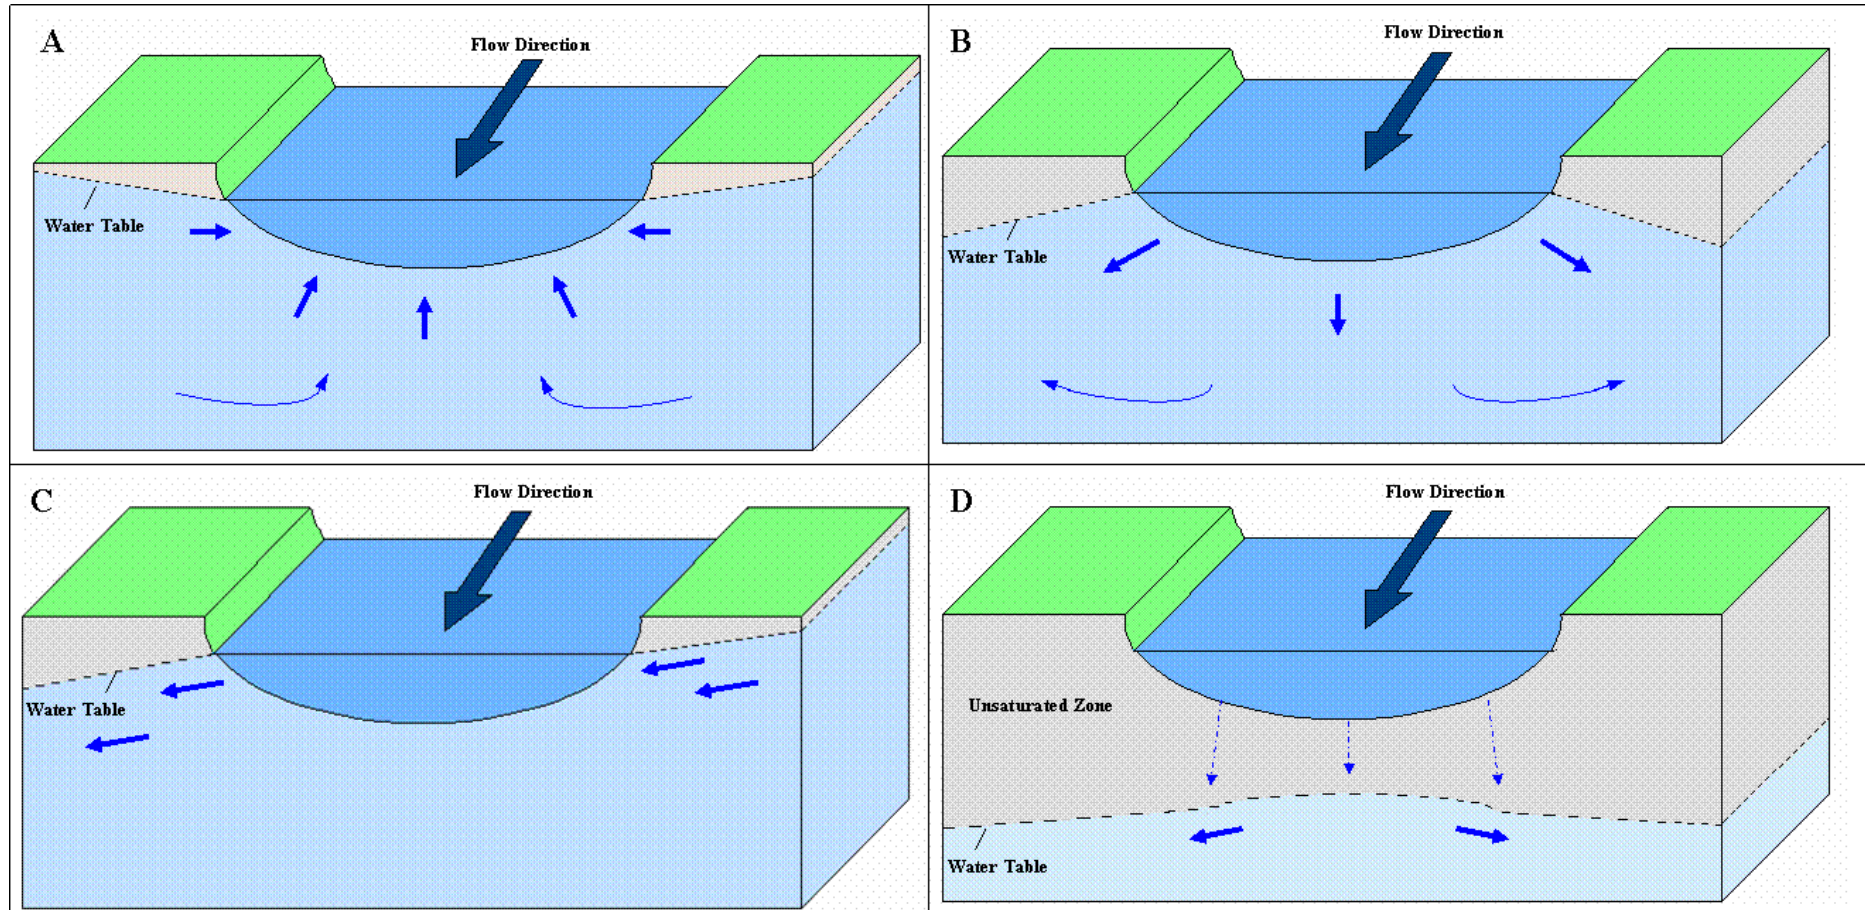 A
Flow Direction
Water Table
B
Flow Direction
Water Table
C
Flow Direction
Water Table
D
Flow Direction
Unsaturated Zone
Water Table